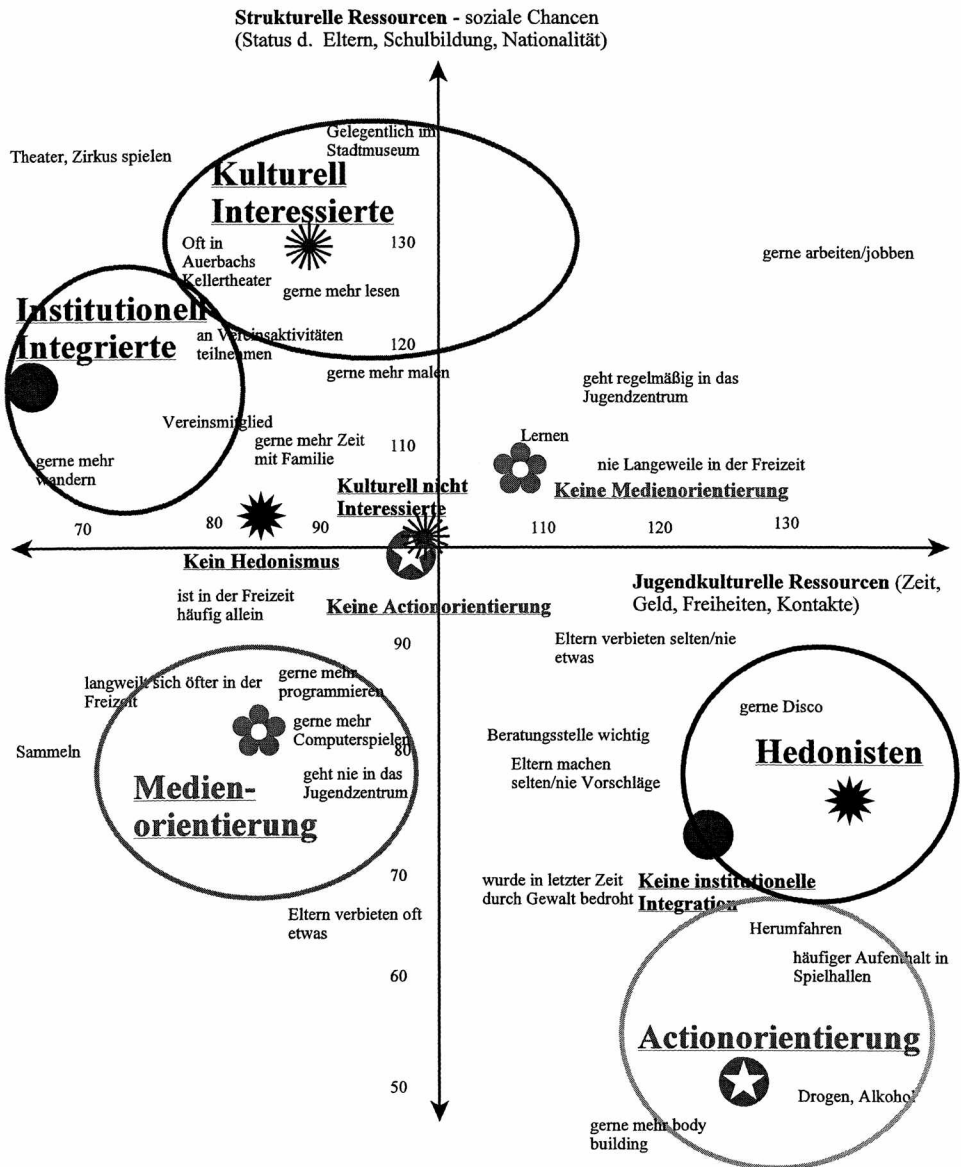 Strukturelle Ressourcen - soziale Chancen
(Status d. Eltern, Schulbildung, Nationalität)
Theater, Zirkus spielen
Gelegentlich im
Stadtmuseum
Kulturell
Interessierte
Oft in
Auerbachs
Kellertheater
130
gerne arbeiten/jobben
gerne mehr lesen
Institutionell
Integrierte
an Vereinsaktivitäten
teilnehmen
120
gerne mehr malen
geht regelmäßig in das
Jugendzentrum
Vereinsmitglied
gerne mehr Zeit
mit Familie
110
Lernen
gerne mehr
wandern
nie Langeweile in der Freizeit
Keine Medienorientierung
Kulturell nicht
Interessierte
70 80 90 110 120 130
Kein Hedonismus
Keine Actionorientierung
Jugendkulturelle Ressourcen (Zeit,
Geld, Freiheiten, Kontakte)
ist in der Freizeit
häufig allein
90
Eltern verbieten selten/nie
etwas
langweilt sich öfter in der
Freizeit
gerne mehr
programmieren
gerne mehr
Computerspielen
80
gerne Disco
Sammeln
Beratungsstelle wichtig
Hedonisten
Eltern machen
selten/nie Vorschläge
geht nie in das
Jugendzentrum
Medien-
orientierung
70
wurde in letzter Zeit
durch Gewalt bedroht
Keine institutionelle
Integration
Eltern verbieten oft
etwas
Herumfahren
häufiger Aufenthalt in
Spielhallen
60
Actionorientierung
50
Drogen, Alkohol
gerne mehr body
building